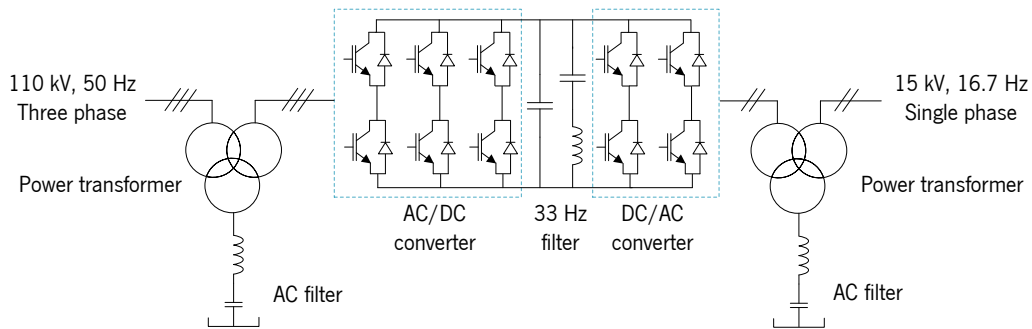 110 kV, 50 Hz
Three phase
Power transformer
AC filter
AC/DC
converter
33 Hz
filter
DC/AC
converter
15 kV, 16.7 Hz
Single phase
Power transformer
AC filter